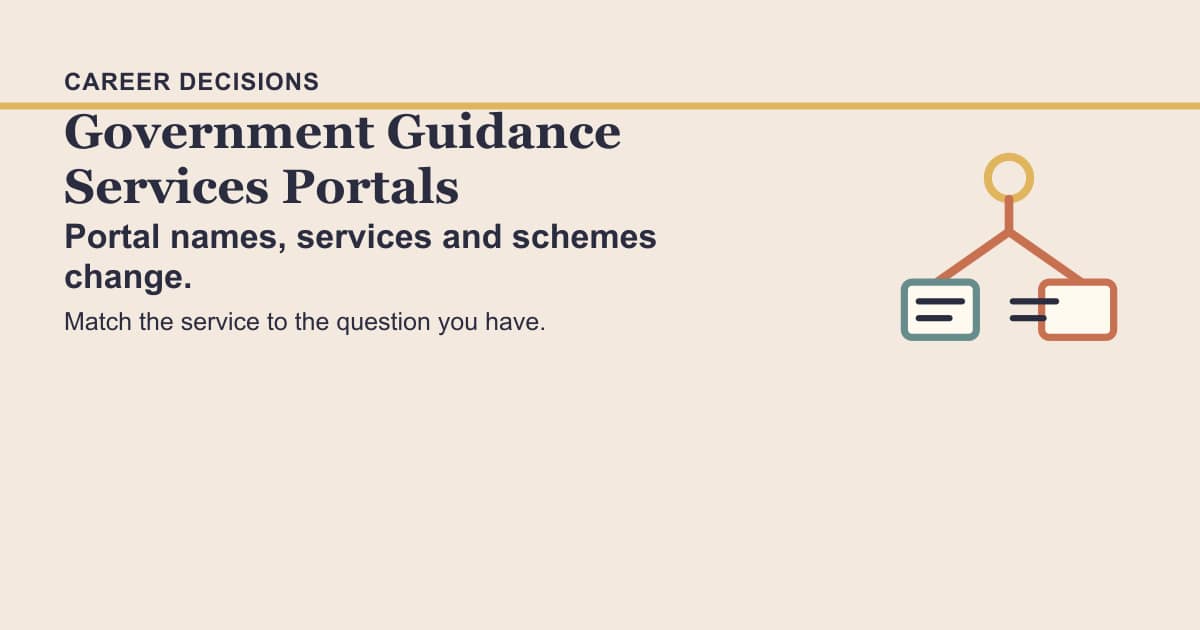 CAREER DECISIONS
Government Guidance
Services Portals
Portal names, services and schemes
change.
Match the service to the question you have.